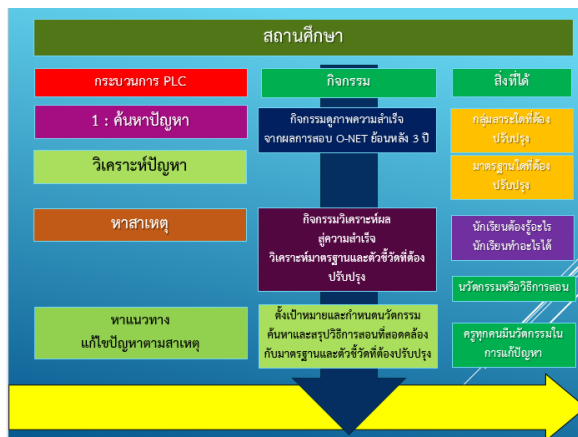 สถานศึกษา
กระบวนการ PLC
กิจกรรม
สิ่งที่ได้
1 : ค้นหาปัญหา
กิจกรรมดูภาพความสำเร็จ
จากผลการสอบ O-NET ย้อนหลัง 3 ปี
กลุ่มสาระใดที่ต้อง
ปรับปรุง
วิเคราะห์ปัญหา
มาตรฐานใดที่ต้อง
ปรับปรุง
หาสาเหตุ
กิจกรรมวิเคราะห์ผล
สู่ความสำเร็จ
วิเคราะห์มาตรฐานและตัวชี้วัดที่ต้อง
ปรับปรุง
นักเรียนต้องรู้อะไร
นักเรียนทำอะไรได้
นวัตกรรมหรือวิธีการสอน
หาแนวทาง
แก้ไขปัญหาตามสาเหตุ
ตั้งเป้าหมายและกำหนดนวัตกรรม
ค้นหาและสรุปวิธีการสอนที่สอดคล้อง
กับมาตรฐานและตัวชี้วัดที่ต้องปรับปรุง
ครูทุกคนมีนวัตกรรมใน
การแก้ปัญหา